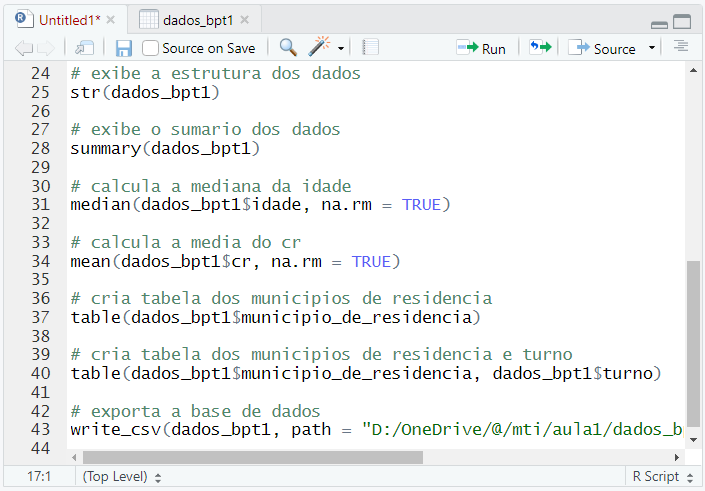 Untitled1*
dados_bpt1
Source on Save
Run
Source
24 # exibe a estrutura dos dados
25 str(dados_bpt1)
26
27 # exibe o sumario dos dados
28 summary(dados_bpt1)
29
30 # calcula a mediana da idade
31 median(dados_bpt1$idade, na.rm = TRUE)
32
33 # calcula a media do cr
34 mean(dados_bpt1$cr, na.rm = TRUE)
35
36 # cria tabela dos municipios de residencia
37 table(dados_bpt1$municipio_de_residencia)
38
39 # cria tabela dos municipios de residencia e turno
40 table(dados_bpt1$municipio_de_residencia, dados_bpt1$turno)
41
42 # exporta a base de dados
43 write_csv(dados_bpt1, path = "D:/OneDrive/@/mti/aula1/dados_b
44
17:1 (Top Level) R Script